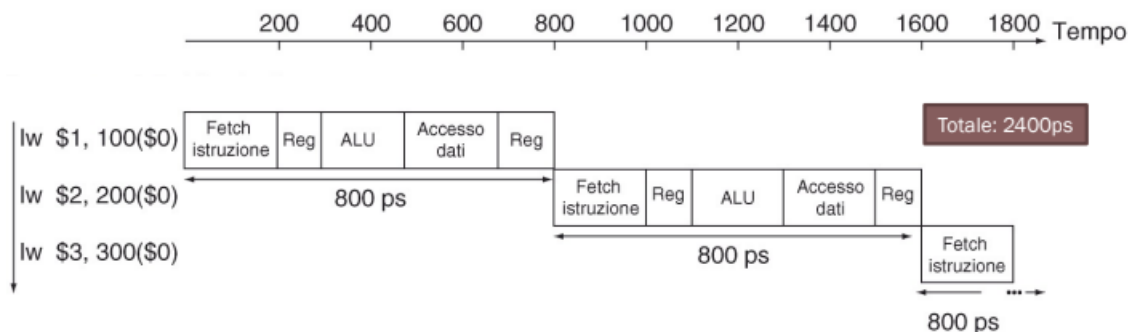 200 400 600 800 1000 1200 1400 1600 1800 Tempo
lw $1, 100($0)
Fetch istruzione
Reg
ALU
Accesso dati
Reg
Totale: 2400ps
800 ps
lw $2, 200($0)
Fetch istruzione
Reg
ALU
Accesso dati
Reg
800 ps
lw $3, 300($0)
Fetch istruzione
...
800 ps